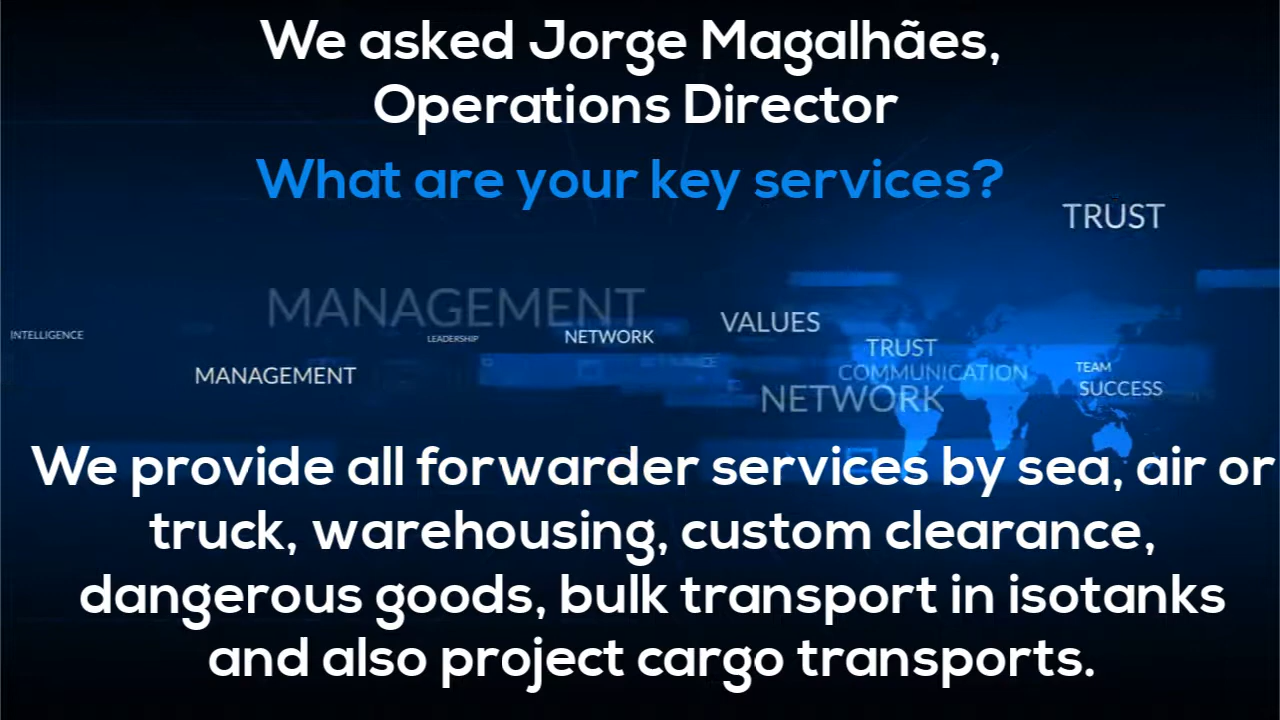 We asked Jorge Magalhães,
Operations Director
What are your key services?
TRUST
MANAGEMENT
VALUES
INTELLIGENCE
LEADERSHIP
NETWORK
TRUST
MANAGEMENT
COMMUNICATION
TEAM
NETWORK
SUCCESS
We provide all forwarder services by sea, air or
truck, warehousing, custom clearance,
dangerous goods, bulk transport in isotanks
and also project cargo transports.